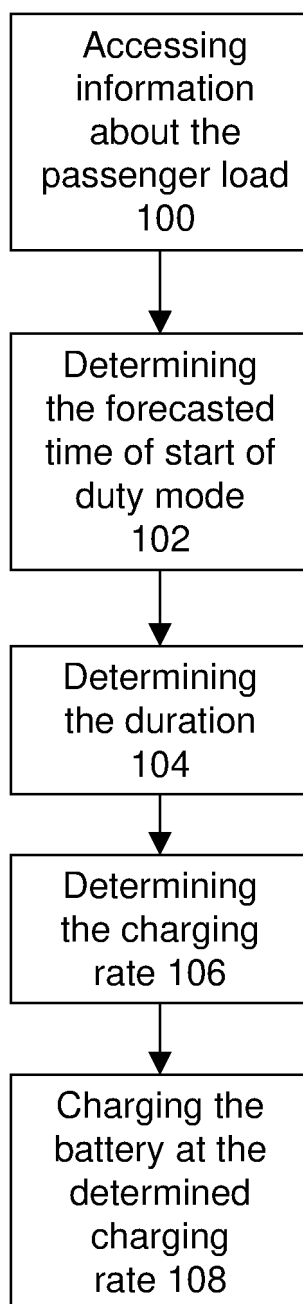 Accessing
information
about the
passenger load
100
Determining
the forecasted
time of start of
duty mode
102
Determining
the duration
104
Determining
the charging
rate 106
Charging the
battery at the
determined
charging
rate 108